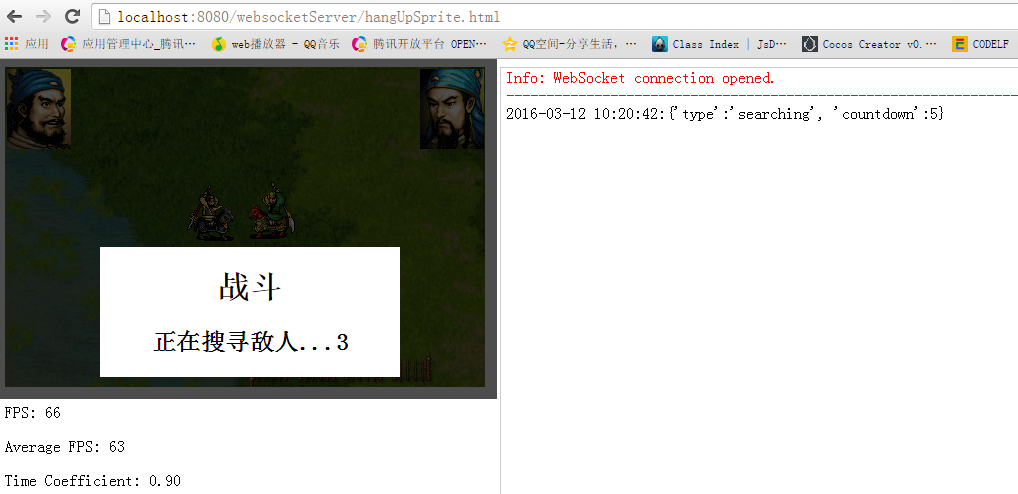 localhost:8080/websocketServer/hangUpSprite.html
应用 应用管理中心_腾讯… web播放器 - QQ音乐 腾讯开放平台 OPEN… QQ空间-分享生活，… Class Index | JsD… Cocos Creator v0.… CODELF
战斗
正在搜寻敌人...3
FPS: 66
Average FPS: 63
Time Coefficient: 0.90
Info: WebSocket connection opened.
2016-03-12 10:20:42:{'type':'searching', 'countdown':5}